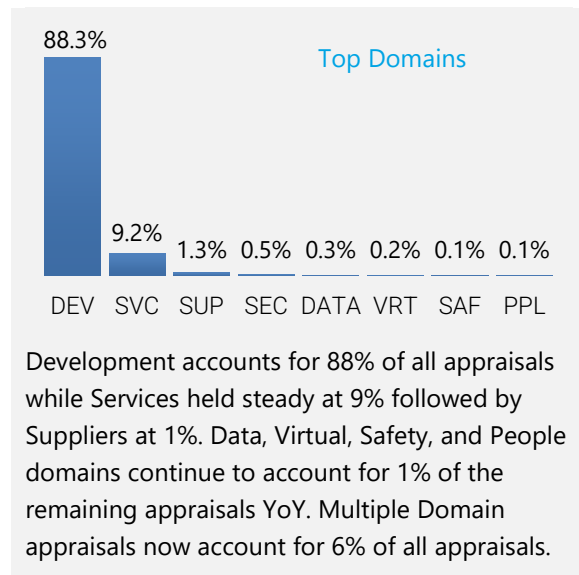 88.3%
Top Domains
9.2%
1.3% 0.5% 0.3% 0.2% 0.1% 0.1%
DEV SVC SUP SEC DATA VRT SAF PPL
Development accounts for 88% of all appraisals
while Services held steady at 9% followed by
Suppliers at 1%. Data, Virtual, Safety, and People
domains continue to account for 1% of the
remaining appraisals YoY. Multiple Domain
appraisals now account for 6% of all appraisals.